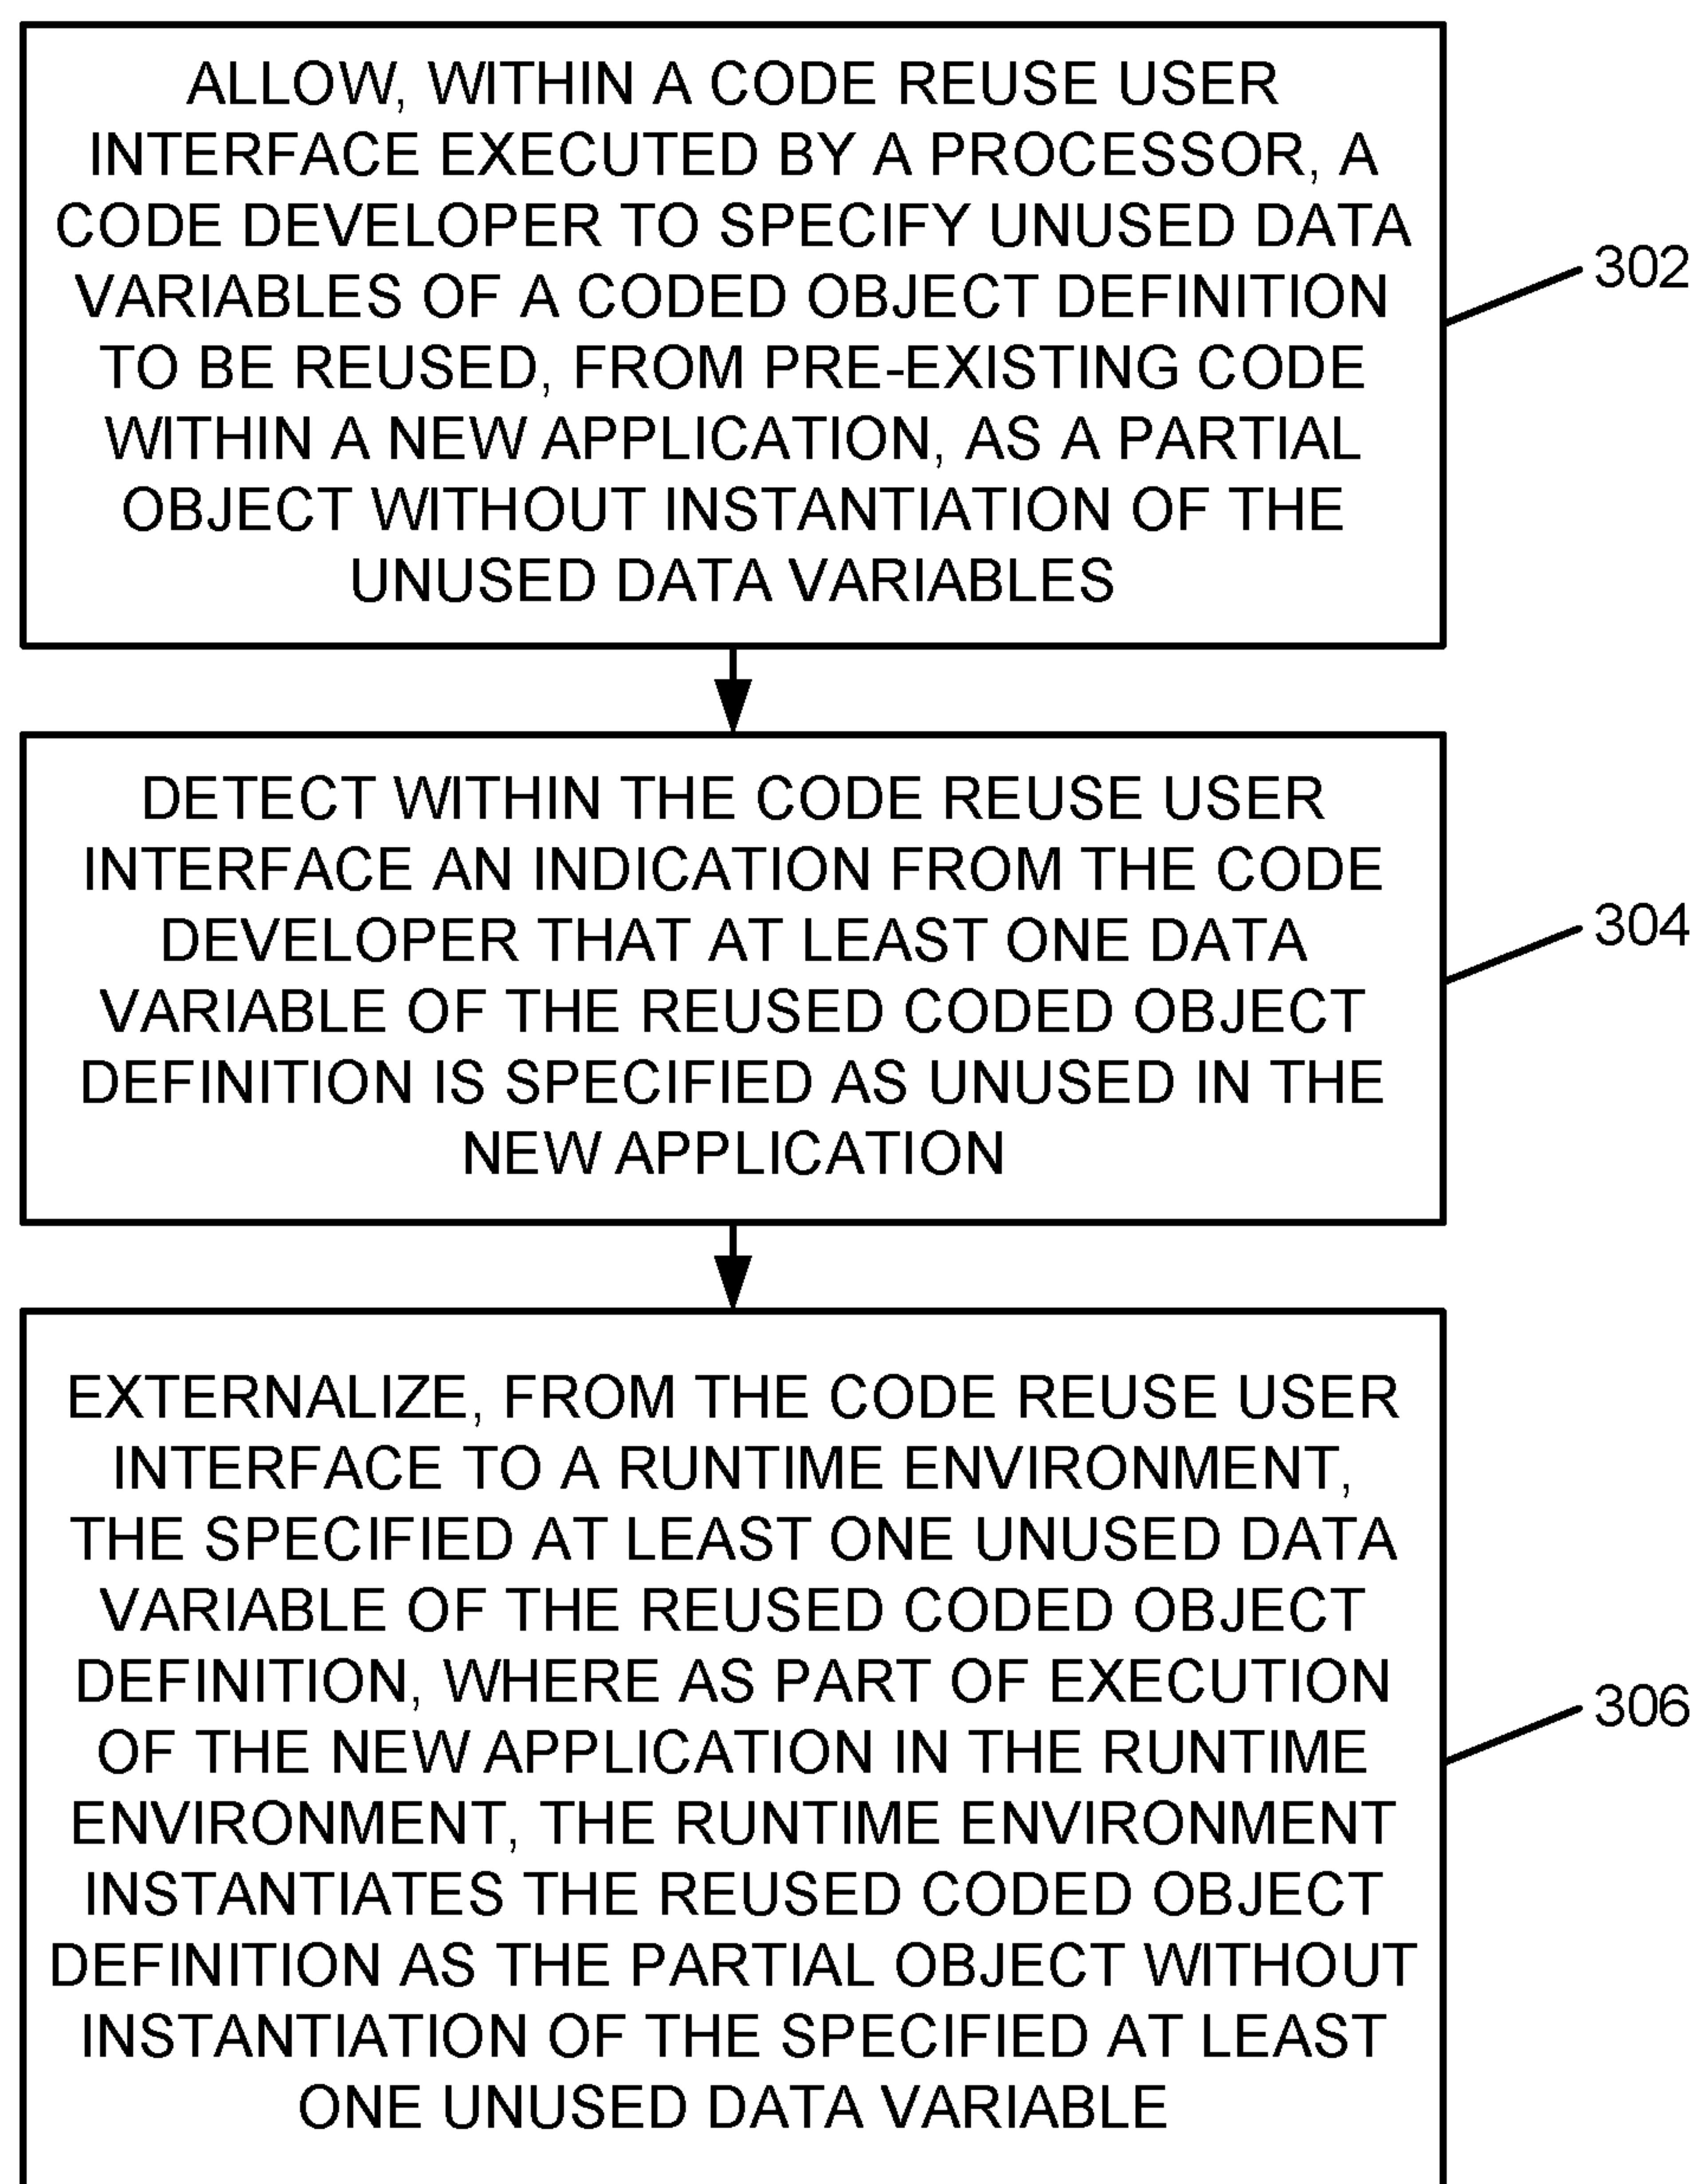 ALLOW, WITHIN A CODE REUSE USER
INTERFACE EXECUTED BY A PROCESSOR, A
CODE DEVELOPER TO SPECIFY UNUSED DATA
VARIABLES OF A CODED OBJECT DEFINITION
TO BE REUSED, FROM PRE-EXISTING CODE
WITHIN A NEW APPLICATION, AS A PARTIAL
OBJECT WITHOUT INSTANTIATION OF THE
UNUSED DATA VARIABLES
302
DETECT WITHIN THE CODE REUSE USER
INTERFACE AN INDICATION FROM THE CODE
DEVELOPER THAT AT LEAST ONE DATA
VARIABLE OF THE REUSED CODED OBJECT
DEFINITION IS SPECIFIED AS UNUSED IN THE
NEW APPLICATION
304
EXTERNALIZE, FROM THE CODE REUSE USER
INTERFACE TO A RUNTIME ENVIRONMENT,
THE SPECIFIED AT LEAST ONE UNUSED DATA
VARIABLE OF THE REUSED CODED OBJECT
DEFINITION, WHERE AS PART OF EXECUTION
OF THE NEW APPLICATION IN THE RUNTIME
ENVIRONMENT, THE RUNTIME ENVIRONMENT
INSTANTIATES THE REUSED CODED OBJECT
DEFINITION AS THE PARTIAL OBJECT WITHOUT
INSTANTIATION OF THE SPECIFIED AT LEAST
ONE UNUSED DATA VARIABLE
306